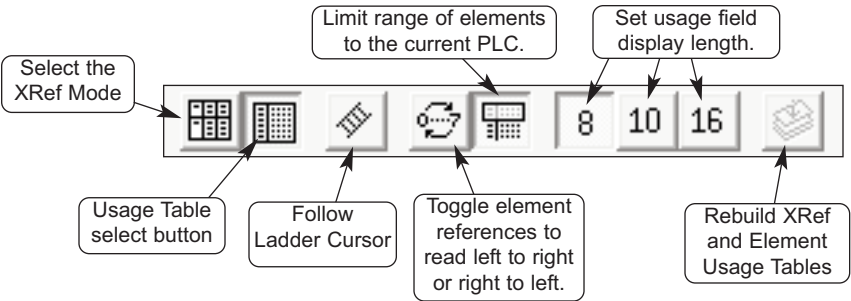 Limit range of elements
to the current PLC.
Set usage field
display length.
Select the
XRef Mode
8 10 16
Usage Table
select button
Follow
Ladder Cursor
Toggle element
references to
read left to right
or right to left.
Rebuild XRef
and Element
Usage Tables